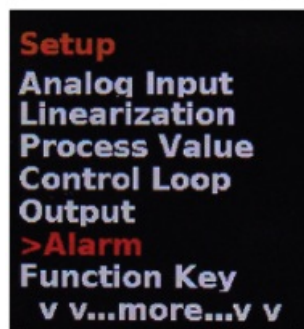 Setup
Analog Input
Linearization
Process Value
Control Loop
Output
>Alarm
Function Key
v v...more...v v